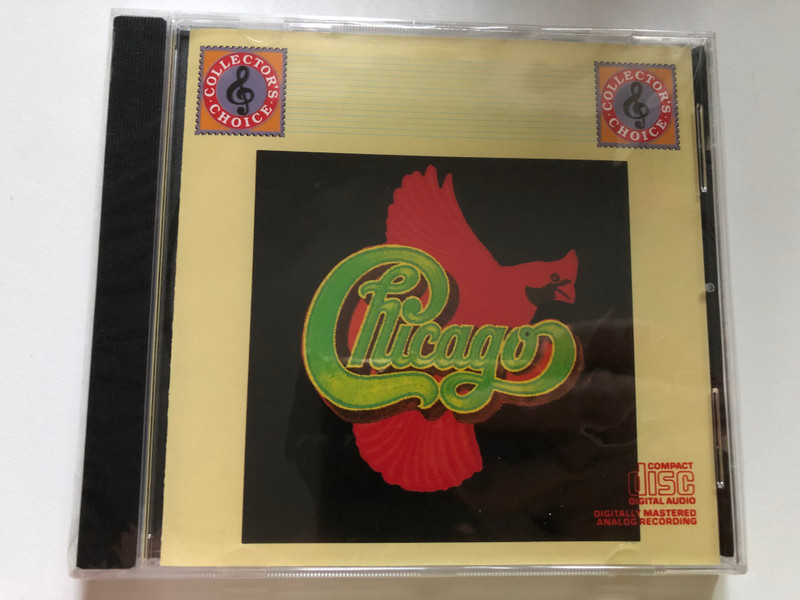 COLLECTOR'S
CHOICE
COLLECTOR'S
CHOICE
Chicago
COMPACT
disc
DIGITAL AUDIO
DIGITALLY MASTERED
ANALOG RECORDING